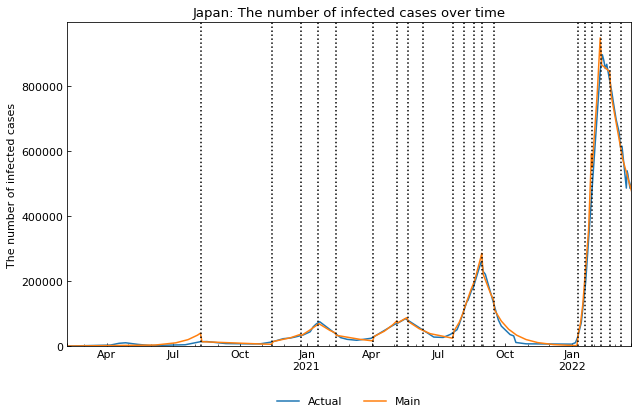 Japan: The number of infected cases over time
The number of infected cases
800000
600000
400000
200000
0
Apr Jul Oct Jan Apr Jul Oct Jan
2021 2022
Actual Main